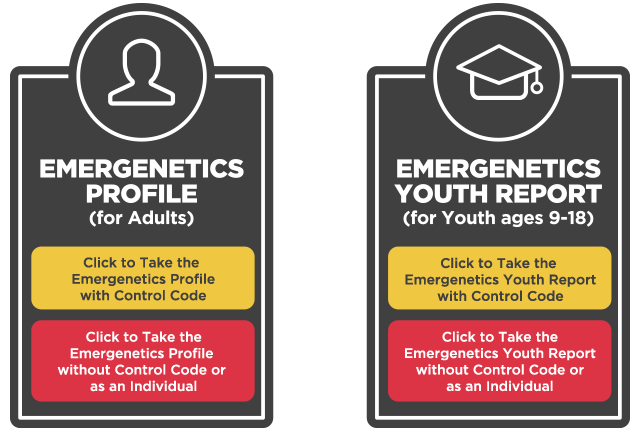 EMERGENETICS
PROFILE
(for Adults)
Click to Take the
Emergenetics Profile
with Control Code
Click to Take the
Emergenetics Profile
without Control Code or
as an Individual
EMERGENETICS
YOUTH REPORT
(for Youth ages 9-18)
Click to Take the
Emergenetics Youth Report
with Control Code
Click to Take the
Emergenetics Youth Report
without Control Code or
as an Individual